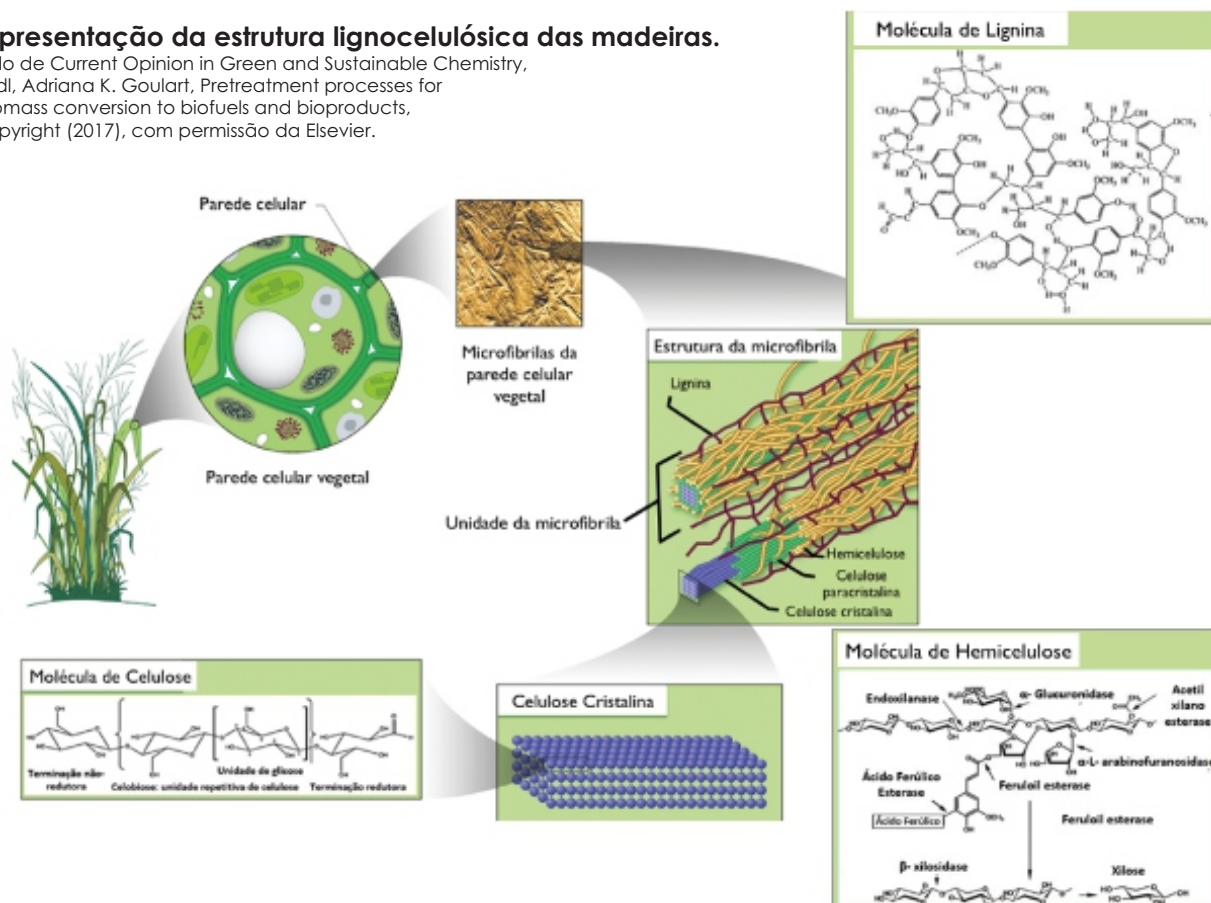 presentação da estrutura lignocelulósica das madeiras.
do de Current Opinion in Green and Sustainable Chemistry,
dl, Adriana K. Goulart, Pretreatment processes for
omass conversion to biofuels and bioproducts,
pyright (2017), com permissão da Elsevier.
Molécula de Lignina
Parede celular
Microfibrilas da
parede celular
vegetal
Parede celular vegetal
Estrutura da microfibrila
Lignina
Unidade da microfibrila
Hemicelulose
Celulose
paracristalina
Celulose cristalina
Molécula de Celulose
Terminação não-
redutora
Celobiose: unidade repetitiva de celulose
Unidade de glicose
Terminação redutora
Celulose Cristalina
Molécula de Hemicelulose
Endoxilanase
α- Glucuronidase
Acetil
xilano
esterase
α-L- arabinofuranosidase
Ácido Ferúlico
Esterase
Feruloil esterase
Ácido Ferúlico
Feruloil esterase
β- xilosidase
Xilose